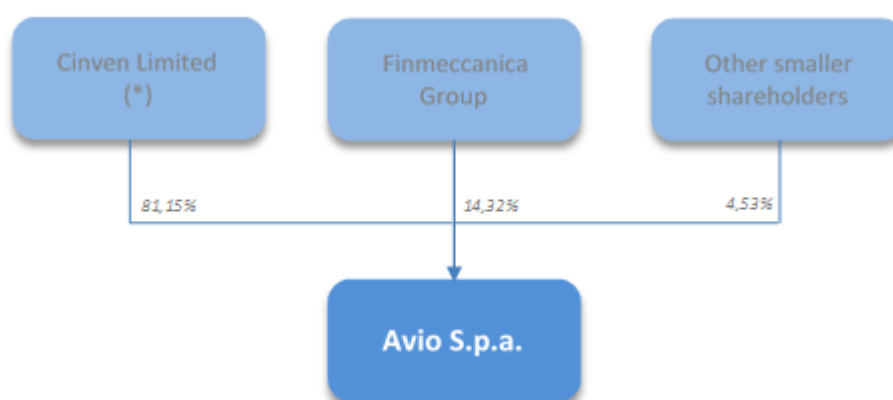 Cinven Limited
(*)
Finmeccanica
Group
Other smaller
shareholders
81,15%
14,32%
4,53%
Avio S.p.a.